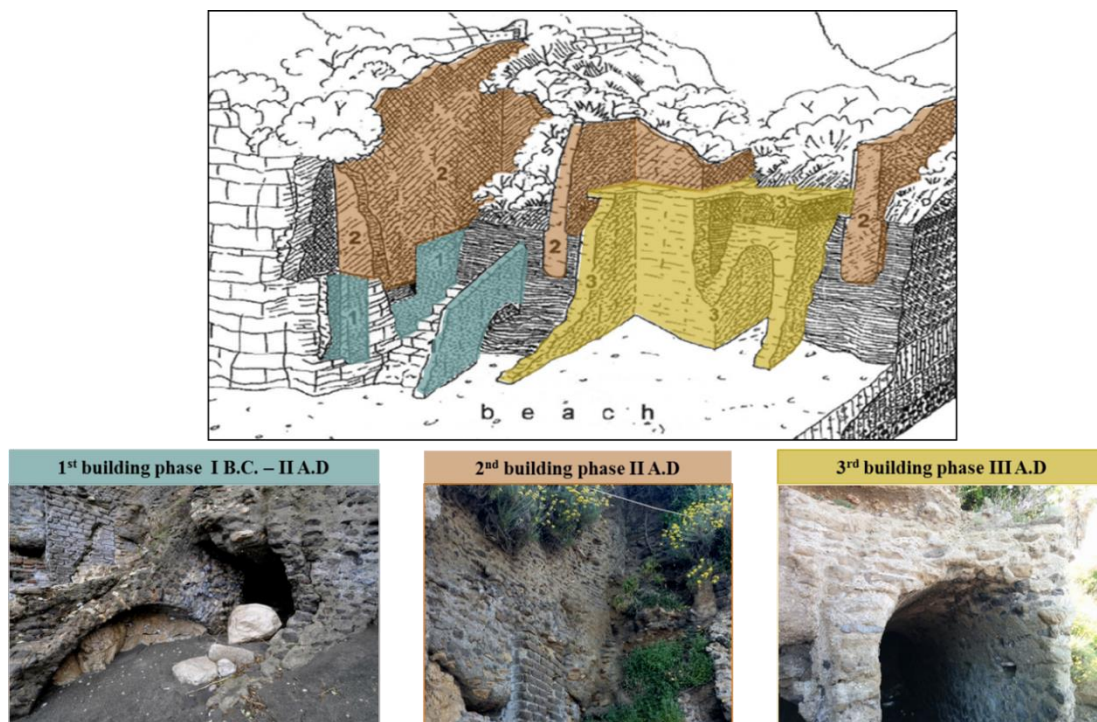 2
3
2
1
2
2
1
3
3
b e a c h
1st building phase I B.C. – II A.D
2nd building phase II A.D
3rd building phase III A.D